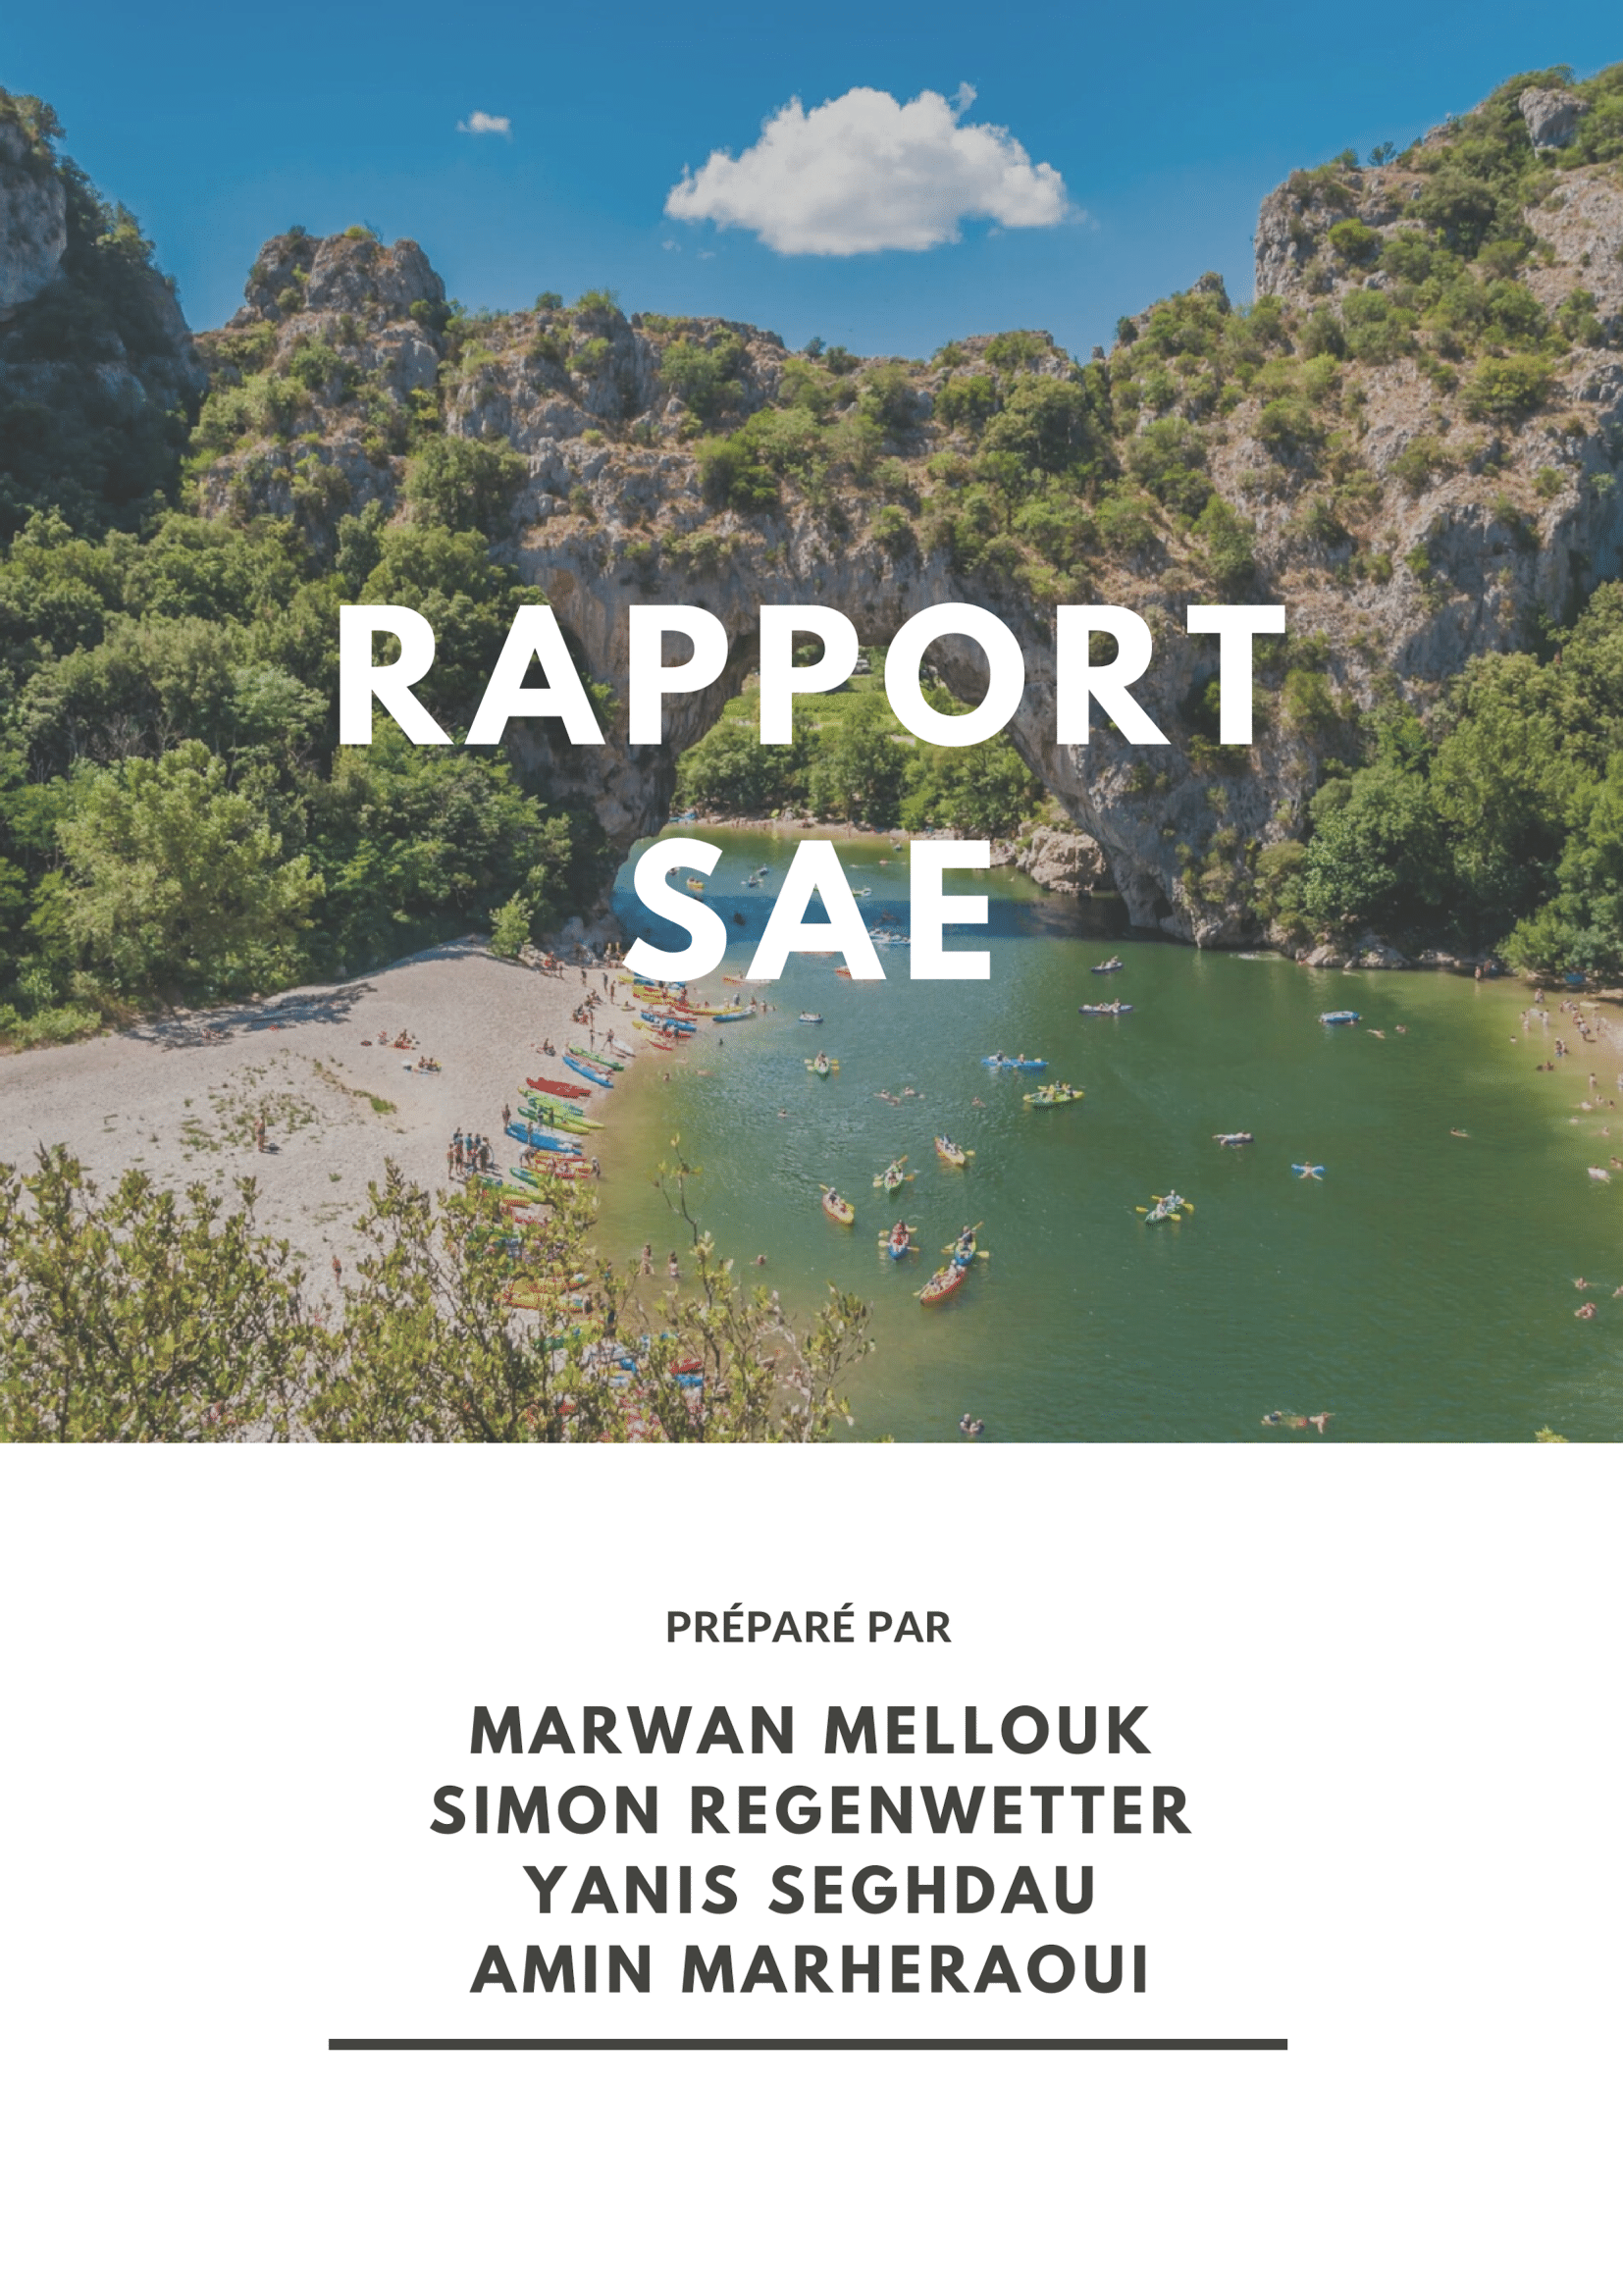 RAPPORT
SAE
PRÉPARÉ PAR
MARWAN MELLOUK
SIMON REGENWETTER
YANIS SEGHDAU
AMIN MARHERAOUI